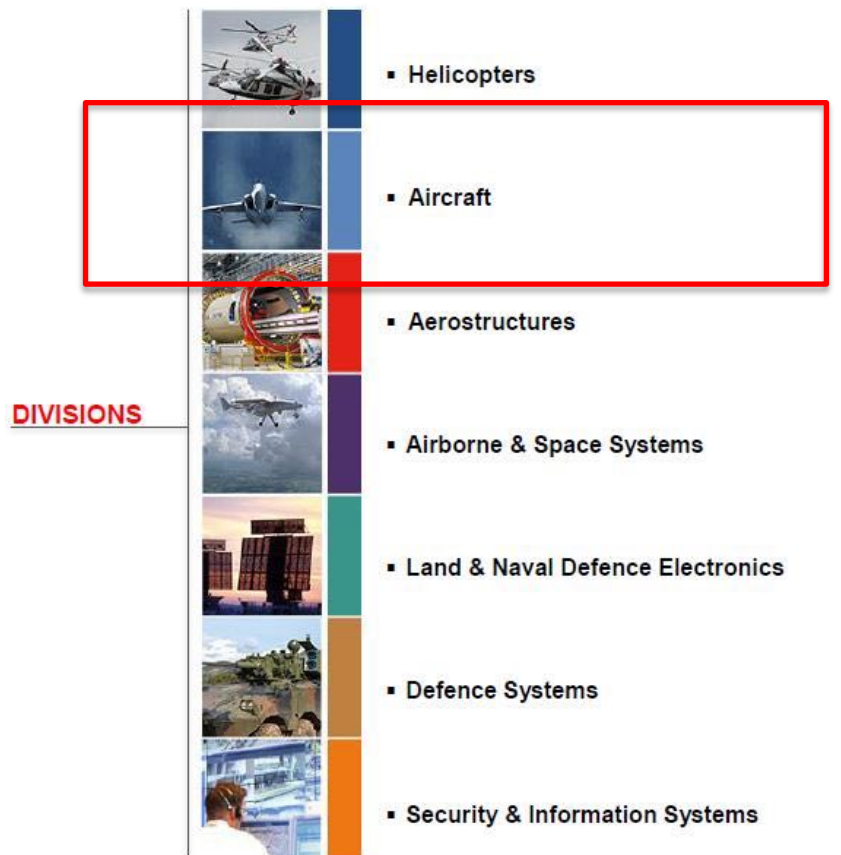 ▪ Helicopters
▪ Aircraft
▪ Aerostructures
DIVISIONS
▪ Airborne & Space Systems
▪ Land & Naval Defence Electronics
▪ Defence Systems
▪ Security & Information Systems